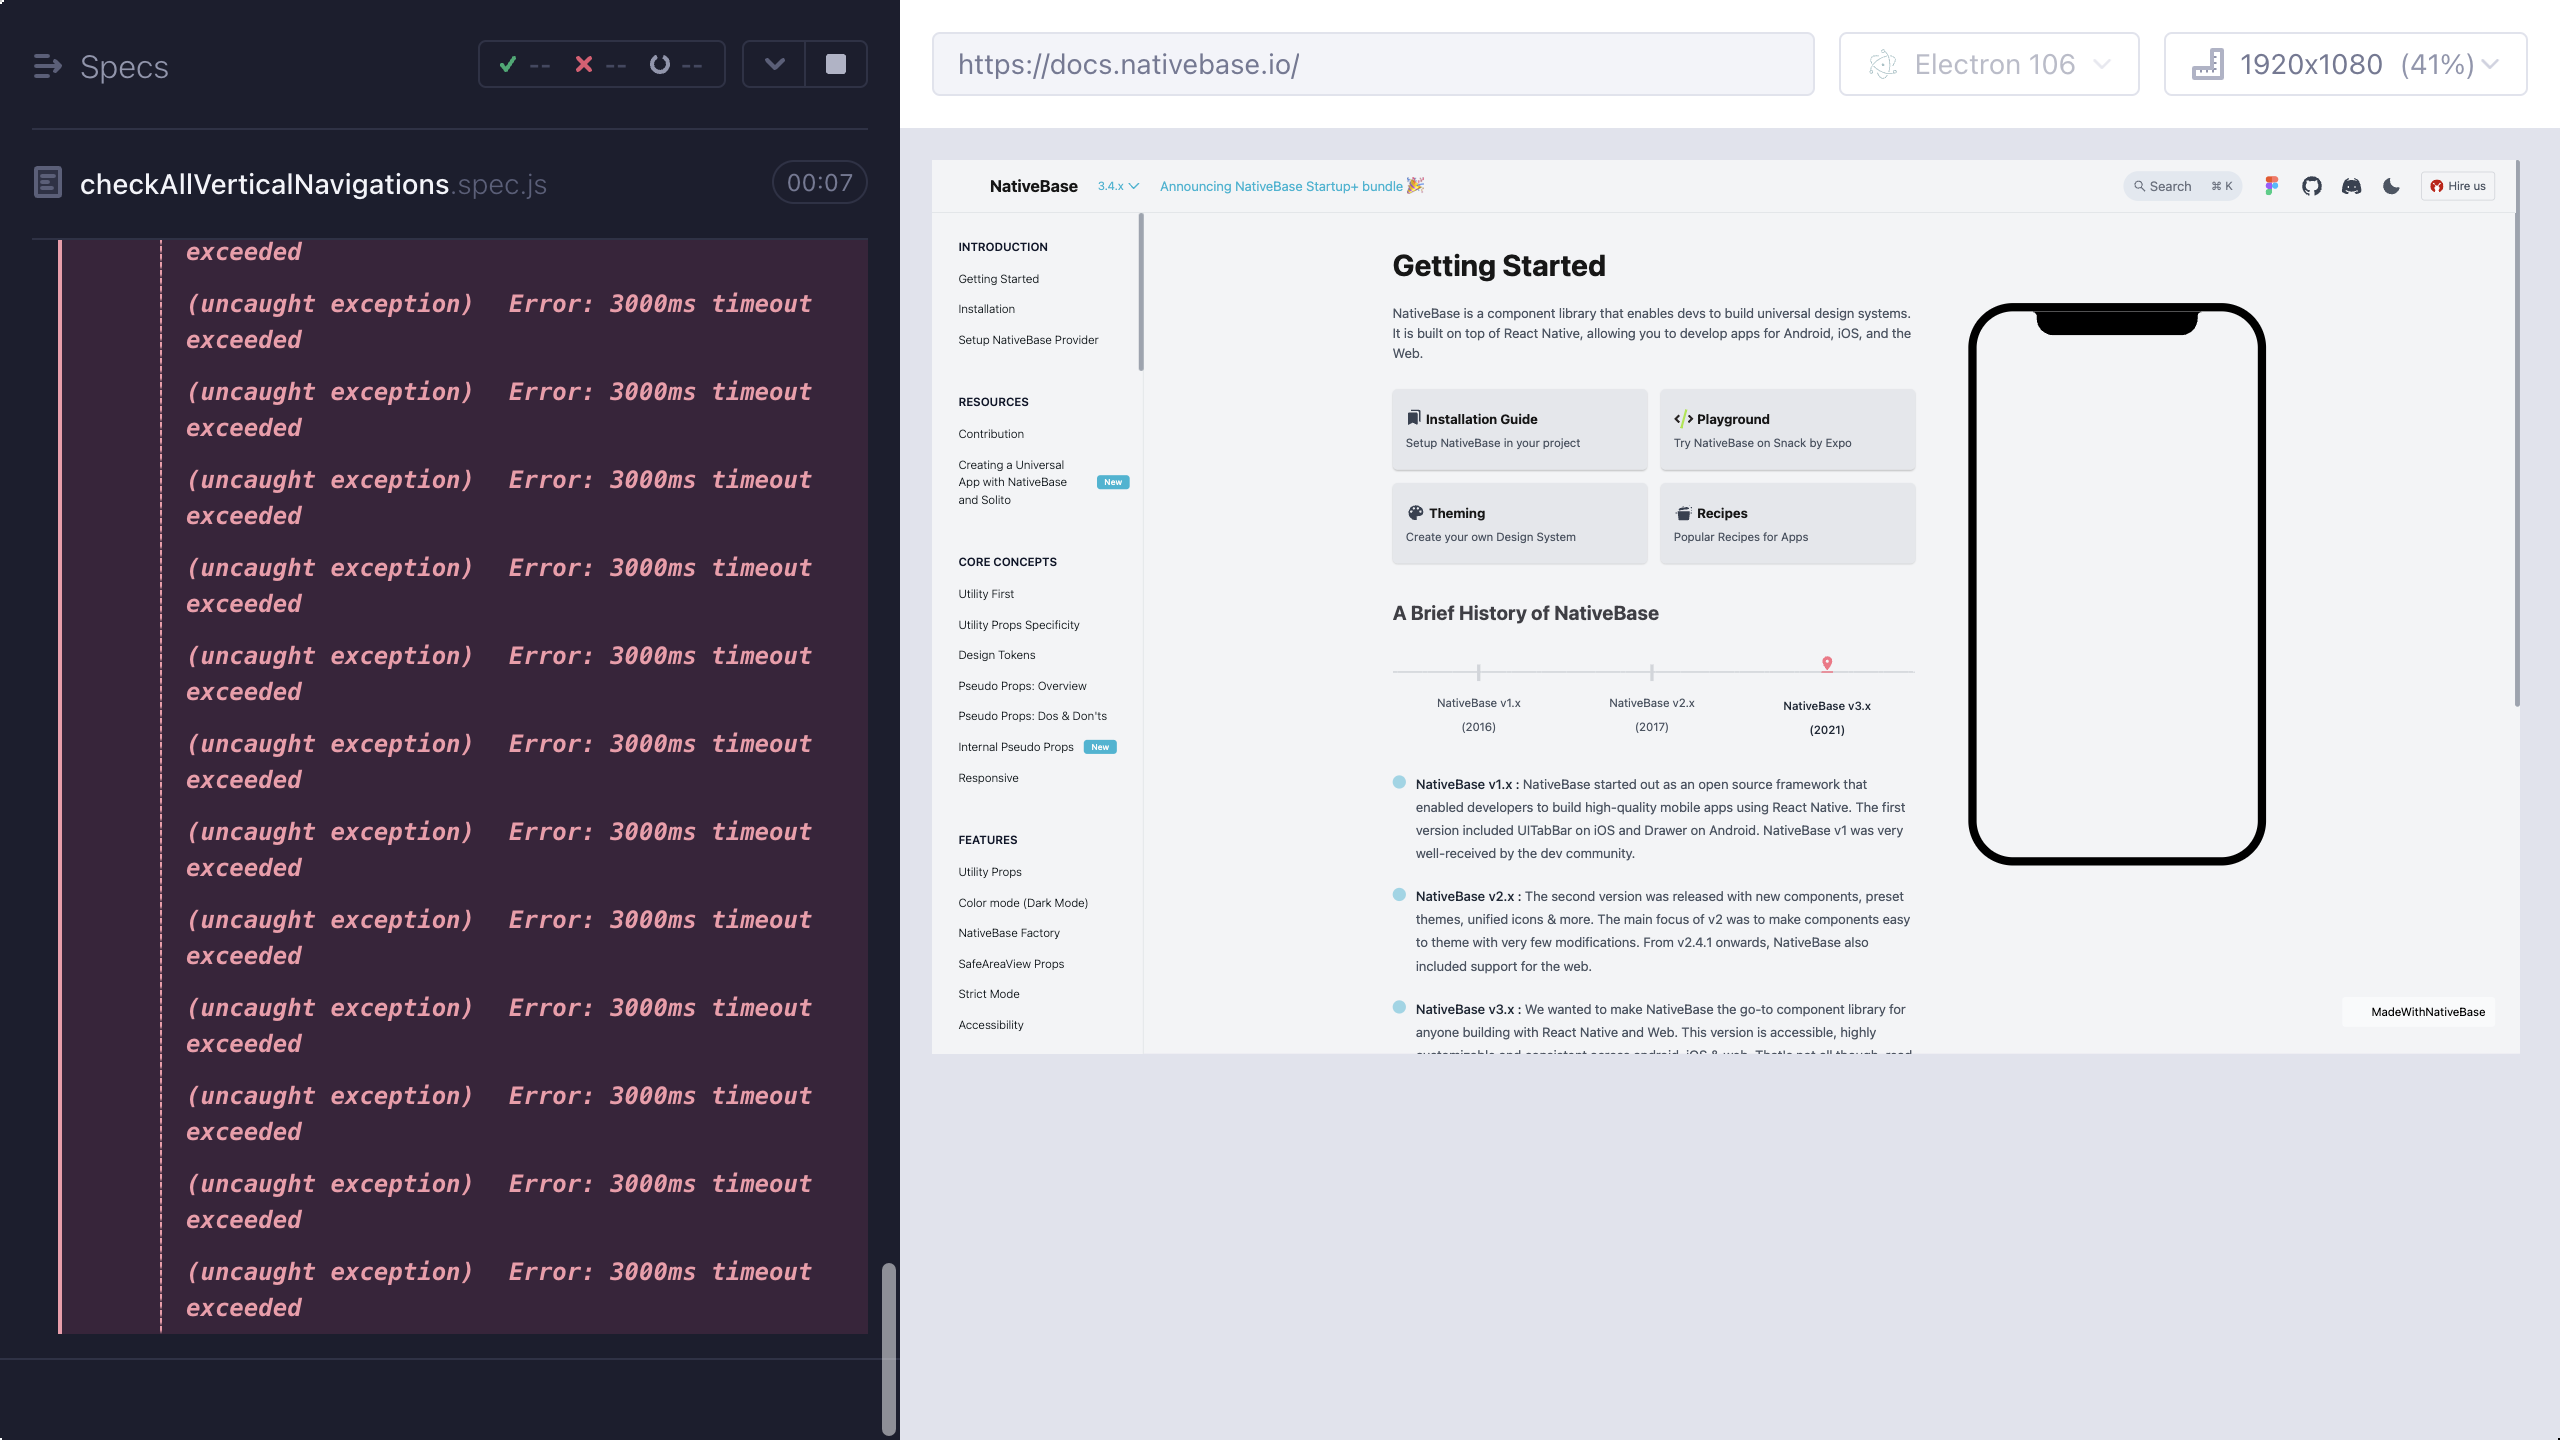 Specs
-- -- --
checkAllVerticalNavigations.spec.js
00:07
exceeded
(uncaught exception) Error: 3000ms timeout
exceeded
(uncaught exception) Error: 3000ms timeout
exceeded
(uncaught exception) Error: 3000ms timeout
exceeded
(uncaught exception) Error: 3000ms timeout
exceeded
(uncaught exception) Error: 3000ms timeout
exceeded
(uncaught exception) Error: 3000ms timeout
exceeded
(uncaught exception) Error: 3000ms timeout
exceeded
(uncaught exception) Error: 3000ms timeout
exceeded
(uncaught exception) Error: 3000ms timeout
exceeded
(uncaught exception) Error: 3000ms timeout
exceeded
(uncaught exception) Error: 3000ms timeout
exceeded
(uncaught exception) Error: 3000ms timeout
exceeded
https://docs.nativebase.io/
Electron 106
1920x1080 (41%)
NativeBase
3.4.x
Announcing NativeBase Startup+ bundle 🎉
Search ⌘ K
Hire us
INTRODUCTION
Getting Started
Installation
Setup NativeBase Provider
RESOURCES
Contribution
Creating a Universal
App with NativeBase
and Solito
New
CORE CONCEPTS
Utility First
Utility Props Specificity
Design Tokens
Pseudo Props: Overview
Pseudo Props: Dos & Don'ts
Internal Pseudo Props New
Responsive
FEATURES
Utility Props
Color mode (Dark Mode)
NativeBase Factory
SafeAreaView Props
Strict Mode
Accessibility
Getting Started
NativeBase is a component library that enables devs to build universal design systems.
It is built on top of React Native, allowing you to develop apps for Android, iOS, and the
Web.
Installation Guide
Setup NativeBase in your project
Playground
Try NativeBase on Snack by Expo
Theming
Create your own Design System
Recipes
Popular Recipes for Apps
A Brief History of NativeBase
NativeBase v1.x
(2016)
NativeBase v2.x
(2017)
NativeBase v3.x
(2021)
NativeBase v1.x : NativeBase started out as an open source framework that
enabled developers to build high-quality mobile apps using React Native. The first
version included UITabBar on iOS and Drawer on Android. NativeBase v1 was very
well-received by the dev community.
NativeBase v2.x : The second version was released with new components, preset
themes, unified icons & more. The main focus of v2 was to make components easy
to theme with very few modifications. From v2.4.1 onwards, NativeBase also
included support for the web.
NativeBase v3.x : We wanted to make NativeBase the go-to component library for
anyone building with React Native and Web. This version is accessible, highly
customizable and consistent across android, iOS & web. That's not all though, read
MadeWithNativeBase